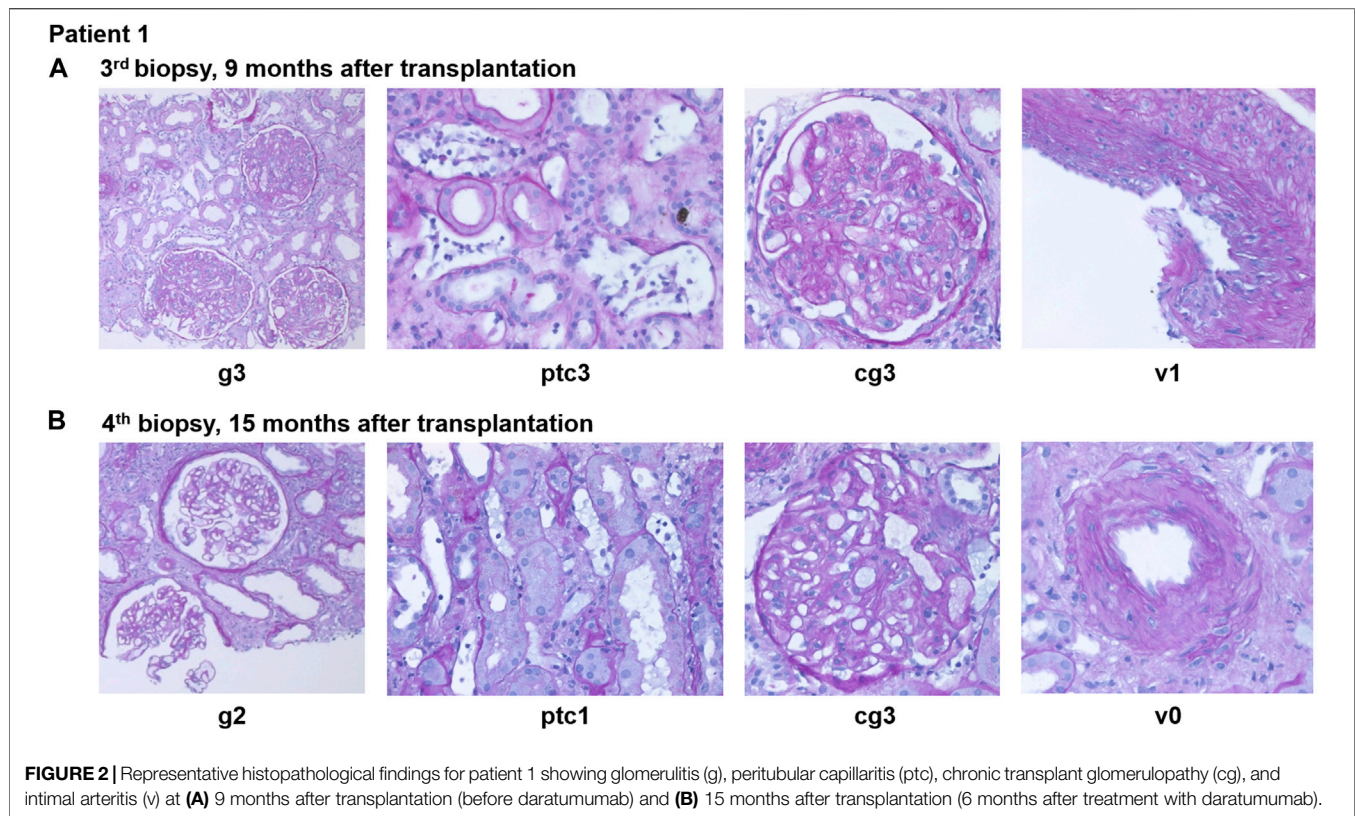 Patient 1
A 3rd biopsy, 9 months after transplantation
g3 ptc3 cg3 v1
B 4th biopsy, 15 months after transplantation
g2 ptc1 cg3 v0
FIGURE 2 | Representative histopathological findings for patient 1 showing glomerulitis (g), peritubular capillaritis (ptc), chronic transplant glomerulopathy (cg), and
intimal arteritis (v) at (A) 9 months after transplantation (before daratumumab) and (B) 15 months after transplantation (6 months after treatment with daratumumab).